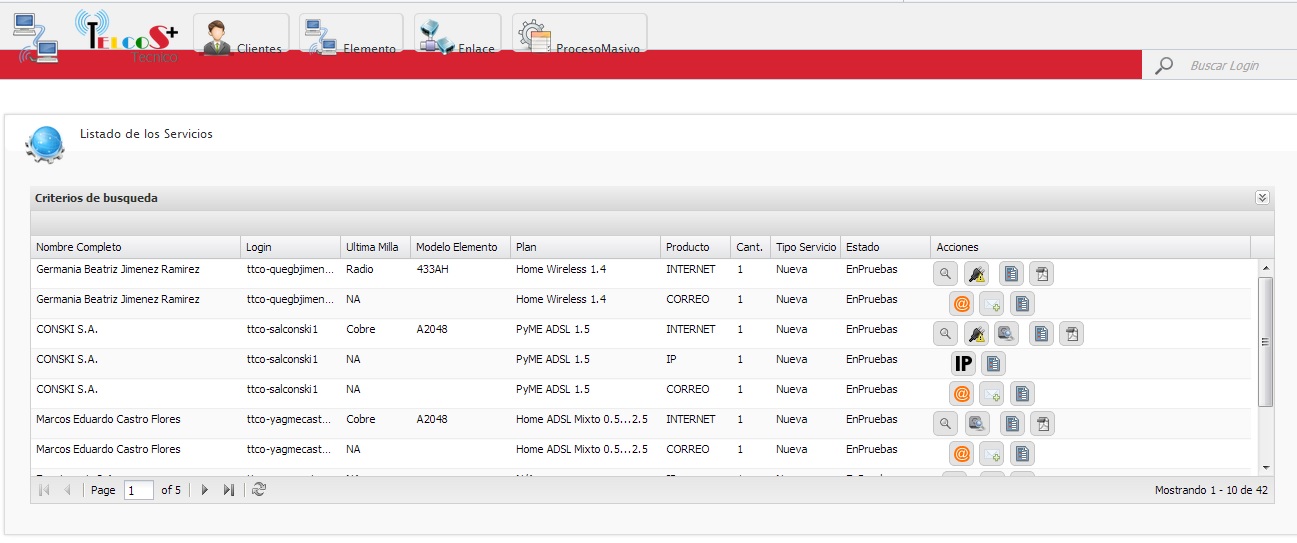 TELCOS+
Técnico
Clientes
Elemento
Enlace
ProcesoMasivo
Buscar Login
Listado de los Servicios
Criterios de busqueda
Nombre Completo Login Ultima Milla Modelo Elemento Plan Producto Cant. Tipo Servicio Estado Acciones
Germania Beatriz Jimenez Ramirez ttco-quegbjimen... Radio 433AH Home Wireless 1.4 INTERNET 1 Nueva EnPruebas
Germania Beatriz Jimenez Ramirez ttco-quegbjimen... NA Home Wireless 1.4 CORREO 1 Nueva EnPruebas @
CONSKI S.A. ttco-salconski1 Cobre A2048 PyME ADSL 1.5 INTERNET 1 Nueva EnPruebas
CONSKI S.A. ttco-salconski1 NA PyME ADSL 1.5 IP 1 Nueva EnPruebas IP
CONSKI S.A. ttco-salconski1 NA PyME ADSL 1.5 CORREO 1 Nueva EnPruebas @
Marcos Eduardo Castro Flores ttco-yagmecast... Cobre A2048 Home ADSL Mixto 0.5...2.5 INTERNET 1 Nueva EnPruebas
Marcos Eduardo Castro Flores ttco-yagmecast... NA Home ADSL Mixto 0.5...2.5 CORREO 1 Nueva EnPruebas @
Page 1 of 5 Mostrando 1 - 10 de 42